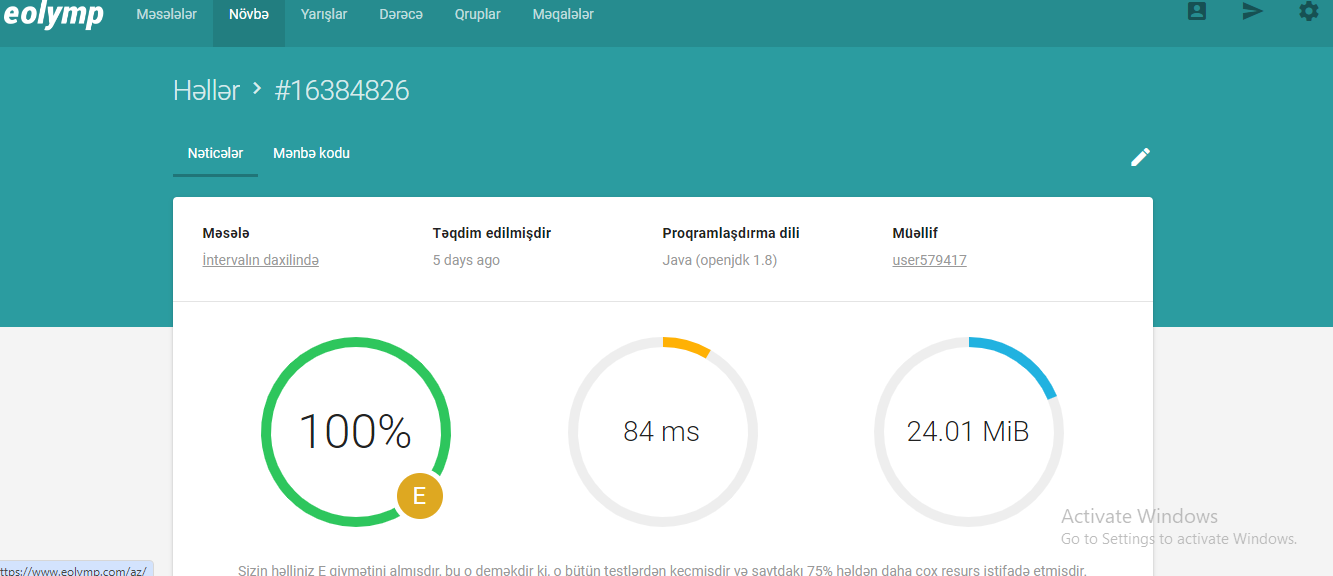 eolymp Məsələlər Növbə Yarışlar Dərəcə Qruplar Məqalələr
Həllər > #16384826
Nəticələr Mənbə kodu
Məsələ Təqdim edilmişdir Proqramlaşdırma dili Müəllif
İntervalın daxilində 5 days ago Java (openjdk 1.8) user579417
100% 84 ms 24.01 MiB
E
Activate Windows
Go to Settings to activate Windows.
ttps://www.eolymp.com/az/
Sizin həlliniz E qiymətini almışdır, bu o deməkdir ki, o bütün testlərdən keçmişdir və saytdakı 75% həldən daha çox resurs istifadə etmişdir.